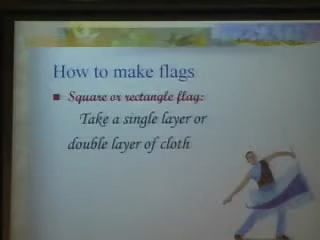 How to make flags
Square or rectangle flag:
Take a single layer or
double layer of cloth